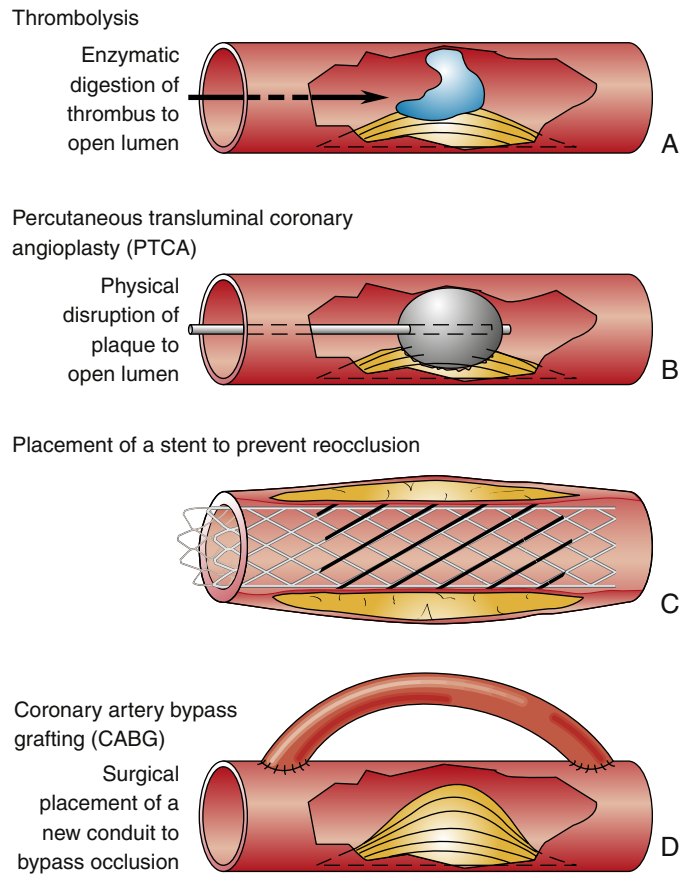 Thrombolysis
Enzymatic
digestion of
thrombus to
open lumen
A
Percutaneous transluminal coronary
angioplasty (PTCA)
Physical
disruption of
plaque to
open lumen
B
Placement of a stent to prevent reocclusion
C
Coronary artery bypass
grafting (CABG)
Surgical
placement of a
new conduit to
bypass occlusion
D